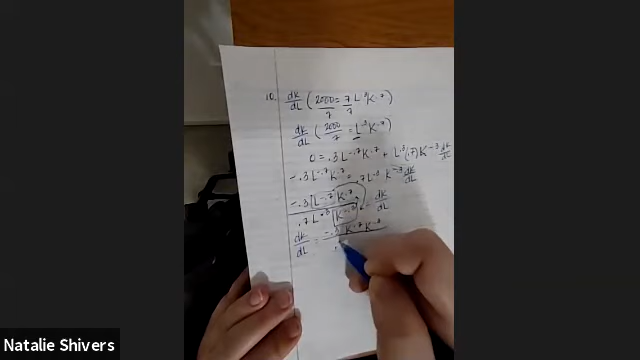 10. dK/dL ( 2000/7 = 7/7 L^.3 K^.7 )
dK/dL ( 2000/7 = L^.3 K^.7 )
0 = .3 L^-.7 K^.7 + L^.3 (.7) K^-.3 dK/dL
-.3 L^-.7 K^.7 = .7 L^.3 K^-.3 dK/dL
-.3 L^-.7 K^.7 / .7 L^.3 K^-.3 = dK/dL
dK/dL = -.3 K^.7 K^.3
Natalie Shivers